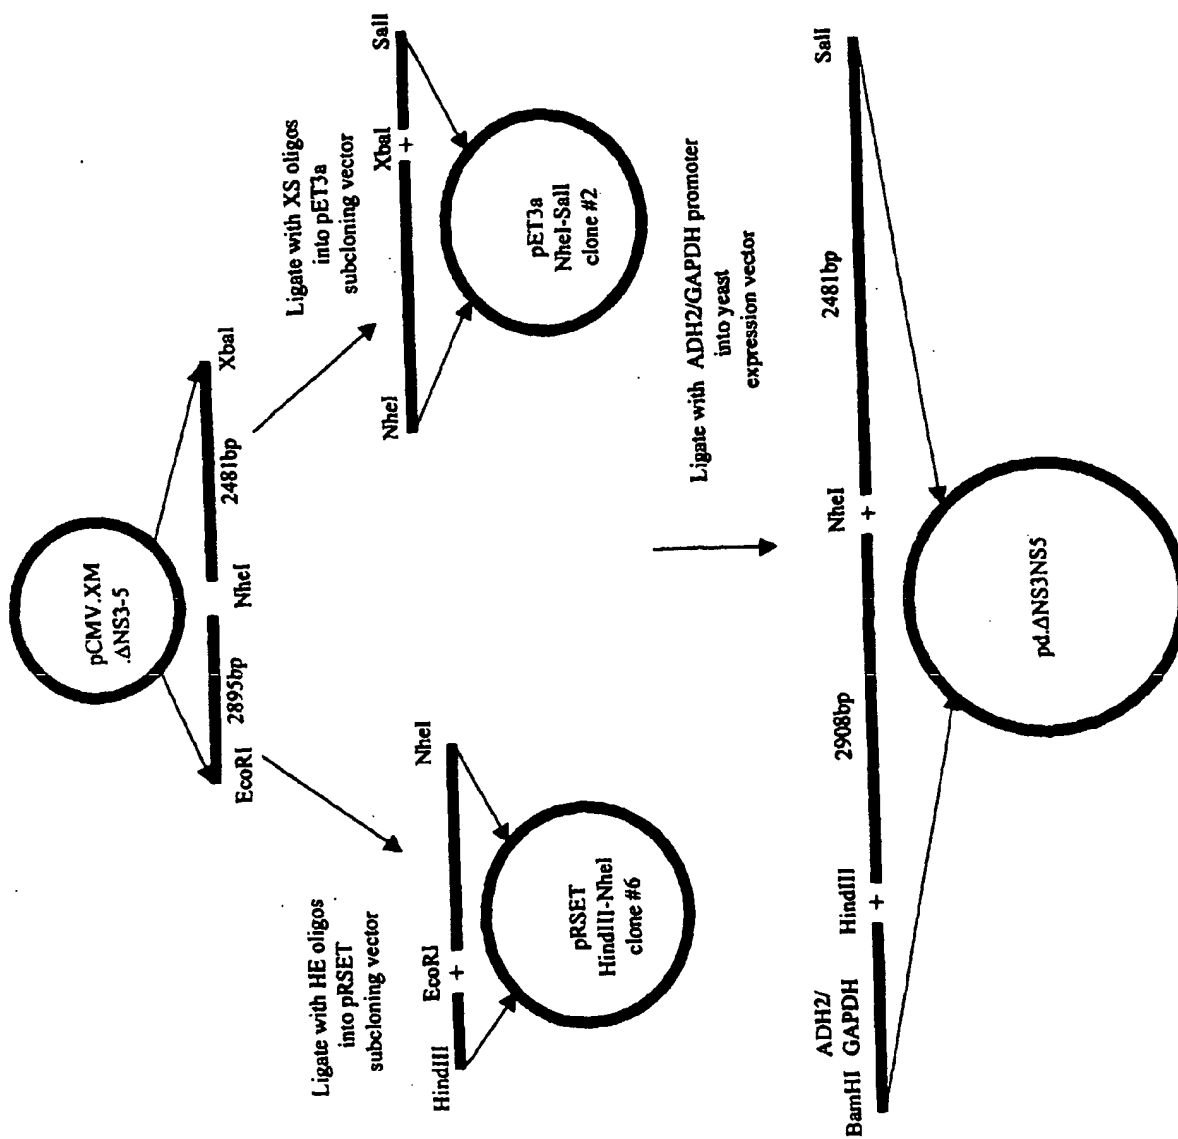 pCMV.XM
.ΔNS3-5
EcoRI
2895bp
NheI
2481bp
XbaI
Ligate with HE oligos
into pRSET
subcloning vector
Ligate with XS oligos
into pET3a
subcloning vector
HindIII
+
EcoRI
NheI
pRSET
HindIII-NheI
clone #6
NheI
XbaI
+
SalI
pET3a
NheI-SalI
clone #2
Ligate with ADH2/GAPDH promoter
into yeast
expression vector
ADH2/
BamHI GAPDH
HindIII
+
2908bp
NheI
+
2481bp
SalI
pd.ΔNS3NS5